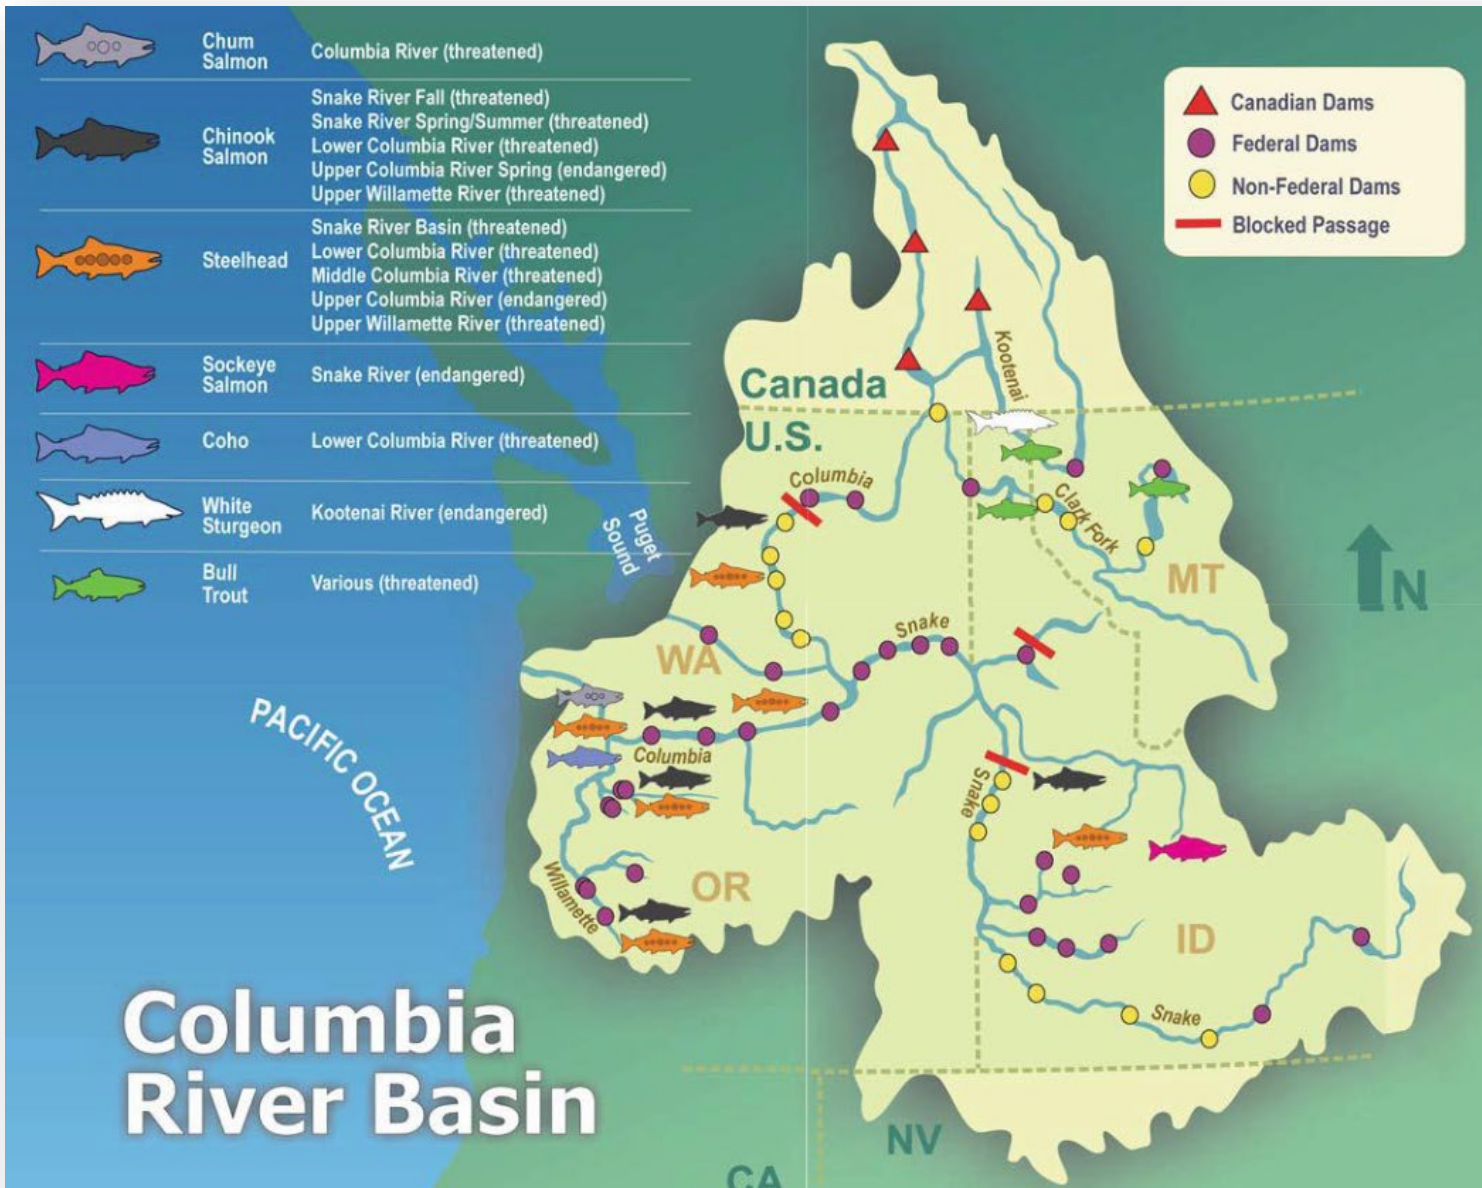 Chum
Salmon
Columbia River (threatened)
Chinook
Salmon
Snake River Fall (threatened)
Snake River Spring/Summer (threatened)
Lower Columbia River (threatened)
Upper Columbia River Spring (endangered)
Upper Willamette River (threatened)
Steelhead
Snake River Basin (threatened)
Lower Columbia River (threatened)
Middle Columbia River (threatened)
Upper Columbia River (endangered)
Upper Willamette River (threatened)
Sockeye
Salmon
Snake River (endangered)
Coho
Lower Columbia River (threatened)
White
Sturgeon
Kootenai River (endangered)
Bull
Trout
Various (threatened)
Canadian Dams
Federal Dams
Non-Federal Dams
Blocked Passage
Kootenai
Canada
U.S.
Columbia
Clark Fork
Puget
Sound
MT
N
Snake
WA
PACIFIC OCEAN
Columbia
Snake
Willamette
OR
ID
Snake
Columbia
River Basin
NV
CA